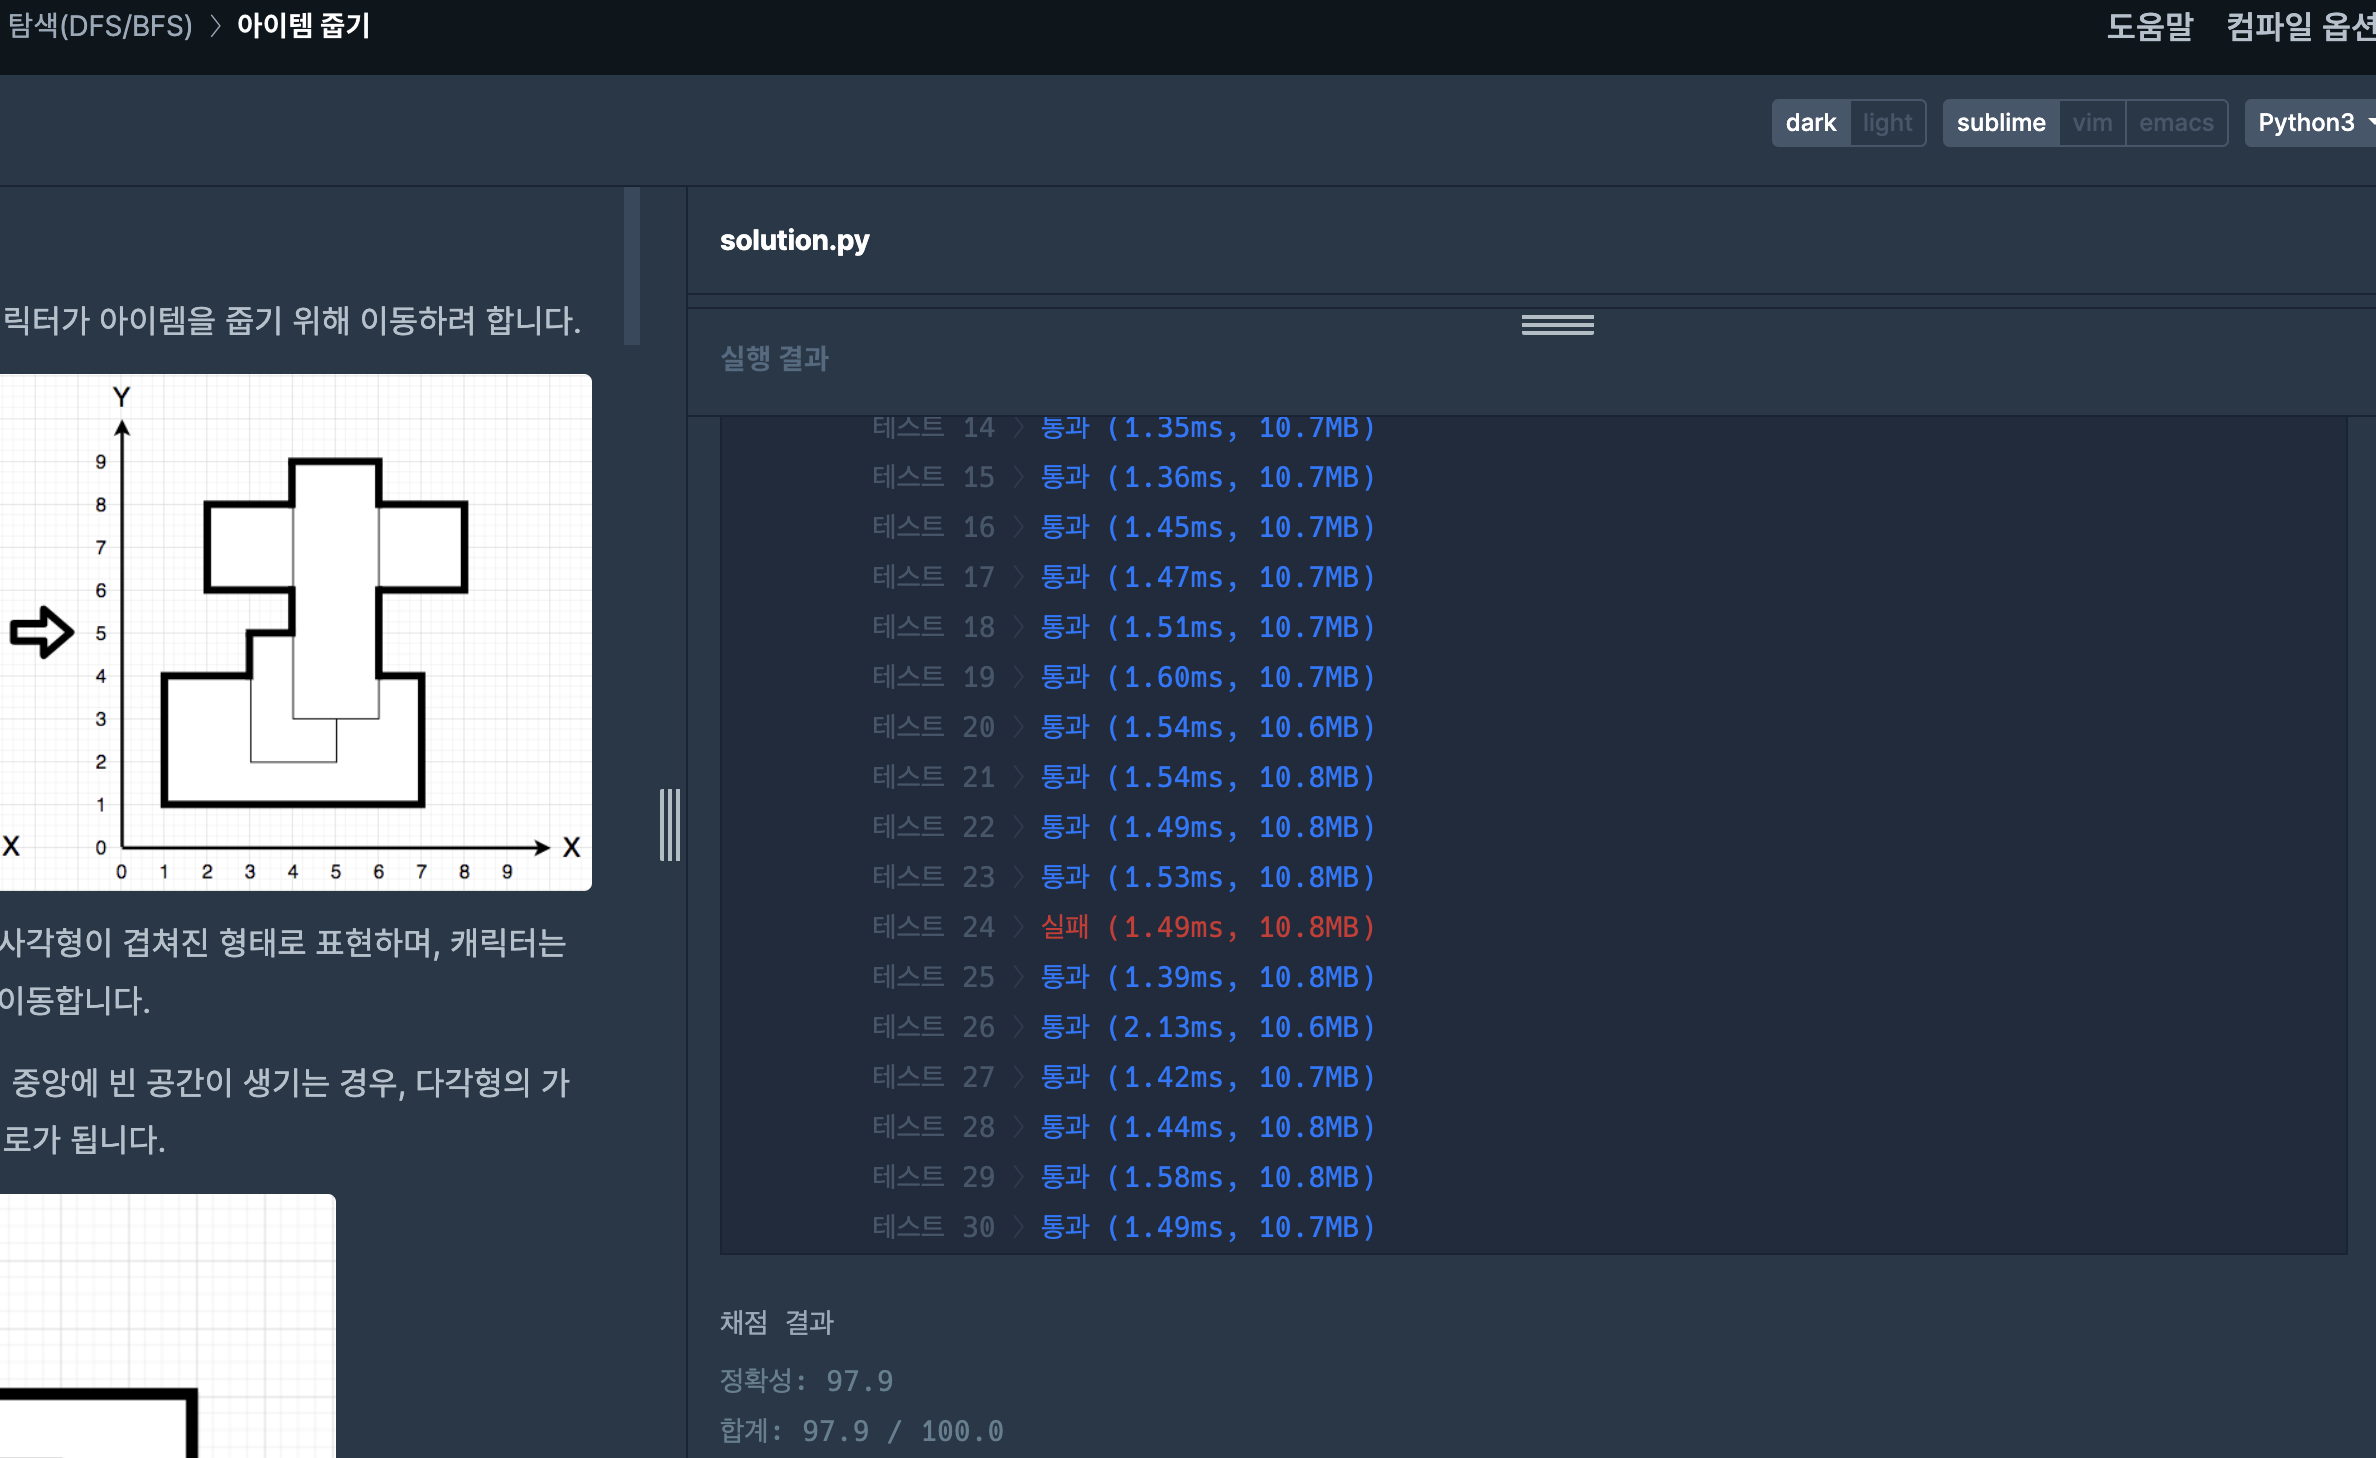 탐색(DFS/BFS) > 아이템 줍기
도움말 컴파일 옵션
dark light sublime vim emacs Python3
릭터가 아이템을 줍기 위해 이동하려 합니다.
Y
9
8
7
6
5
4
3
2
1
0
X
0 1 2 3 4 5 6 7 8 9
X
사각형이 겹쳐진 형태로 표현하며, 캐릭터는
이동합니다.
중앙에 빈 공간이 생기는 경우, 다각형의 가
로가 됩니다.
solution.py
실행 결과
테스트 14 > 통과 (1.35ms, 10.7MB)
테스트 15 > 통과 (1.36ms, 10.7MB)
테스트 16 > 통과 (1.45ms, 10.7MB)
테스트 17 > 통과 (1.47ms, 10.7MB)
테스트 18 > 통과 (1.51ms, 10.7MB)
테스트 19 > 통과 (1.60ms, 10.7MB)
테스트 20 > 통과 (1.54ms, 10.6MB)
테스트 21 > 통과 (1.54ms, 10.8MB)
테스트 22 > 통과 (1.49ms, 10.8MB)
테스트 23 > 통과 (1.53ms, 10.8MB)
테스트 24 > 실패 (1.49ms, 10.8MB)
테스트 25 > 통과 (1.39ms, 10.8MB)
테스트 26 > 통과 (2.13ms, 10.6MB)
테스트 27 > 통과 (1.42ms, 10.7MB)
테스트 28 > 통과 (1.44ms, 10.8MB)
테스트 29 > 통과 (1.58ms, 10.8MB)
테스트 30 > 통과 (1.49ms, 10.7MB)
채점 결과
정확성: 97.9
합계: 97.9 / 100.0